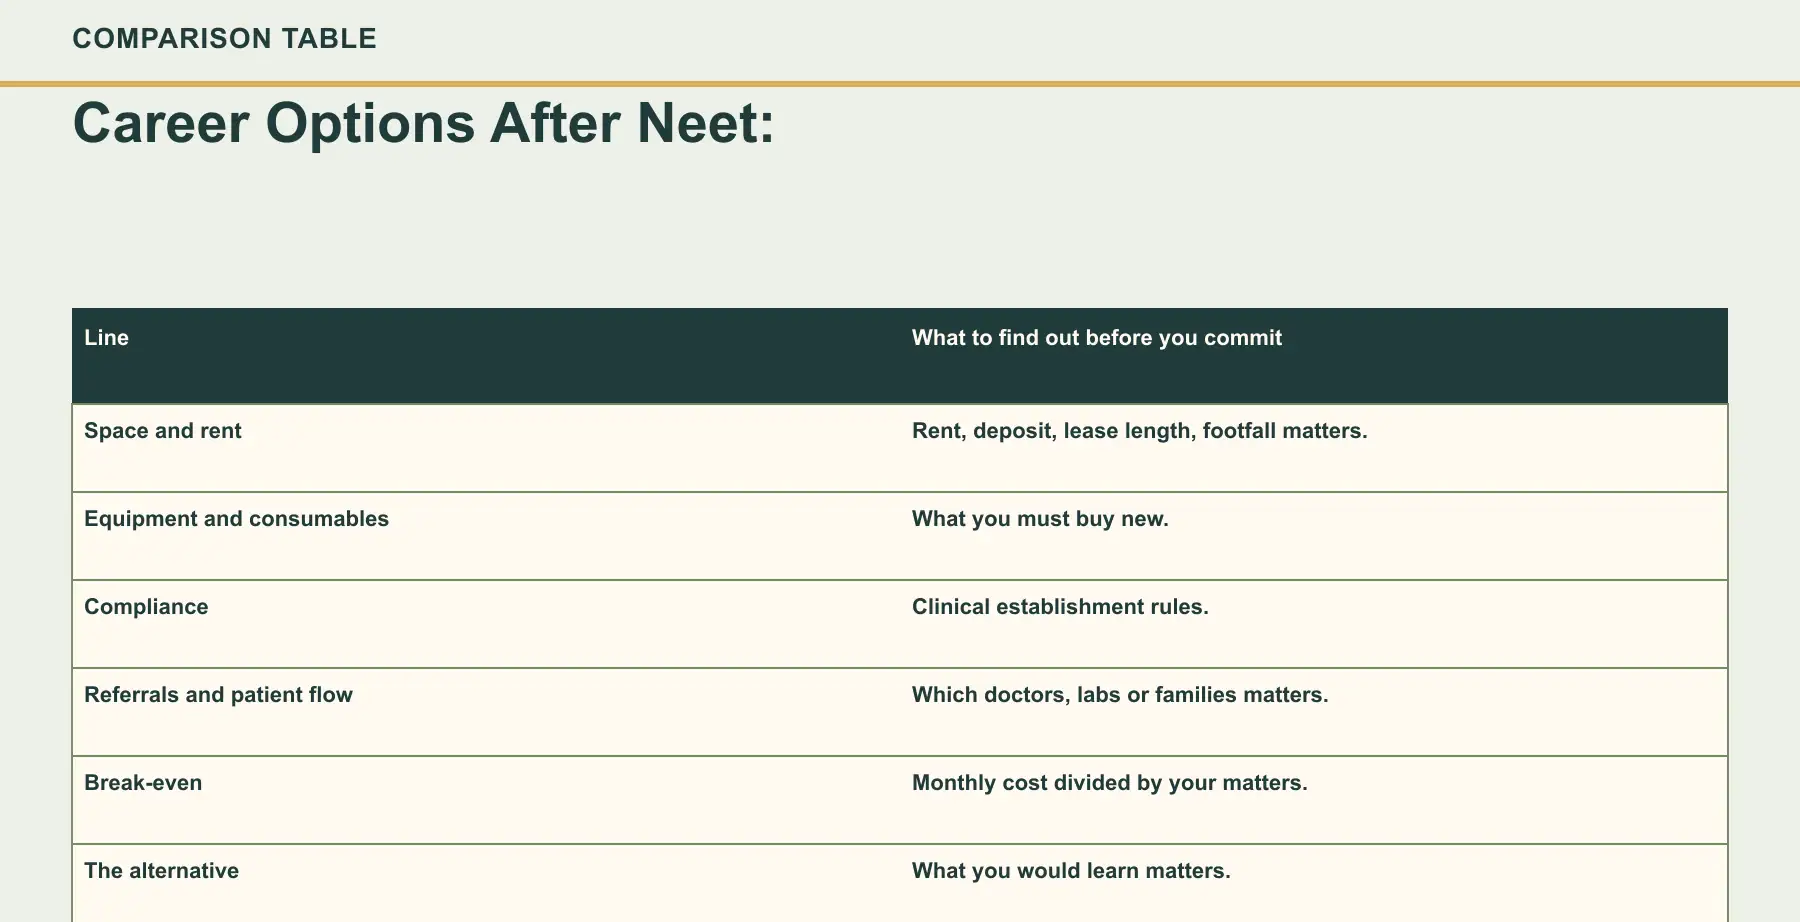 COMPARISON TABLE
Career Options After Neet:
Line
What to find out before you commit
Space and rent
Rent, deposit, lease length, footfall matters.
Equipment and consumables
What you must buy new.
Compliance
Clinical establishment rules.
Referrals and patient flow
Which doctors, labs or families matters.
Break-even
Monthly cost divided by your matters.
The alternative
What you would learn matters.